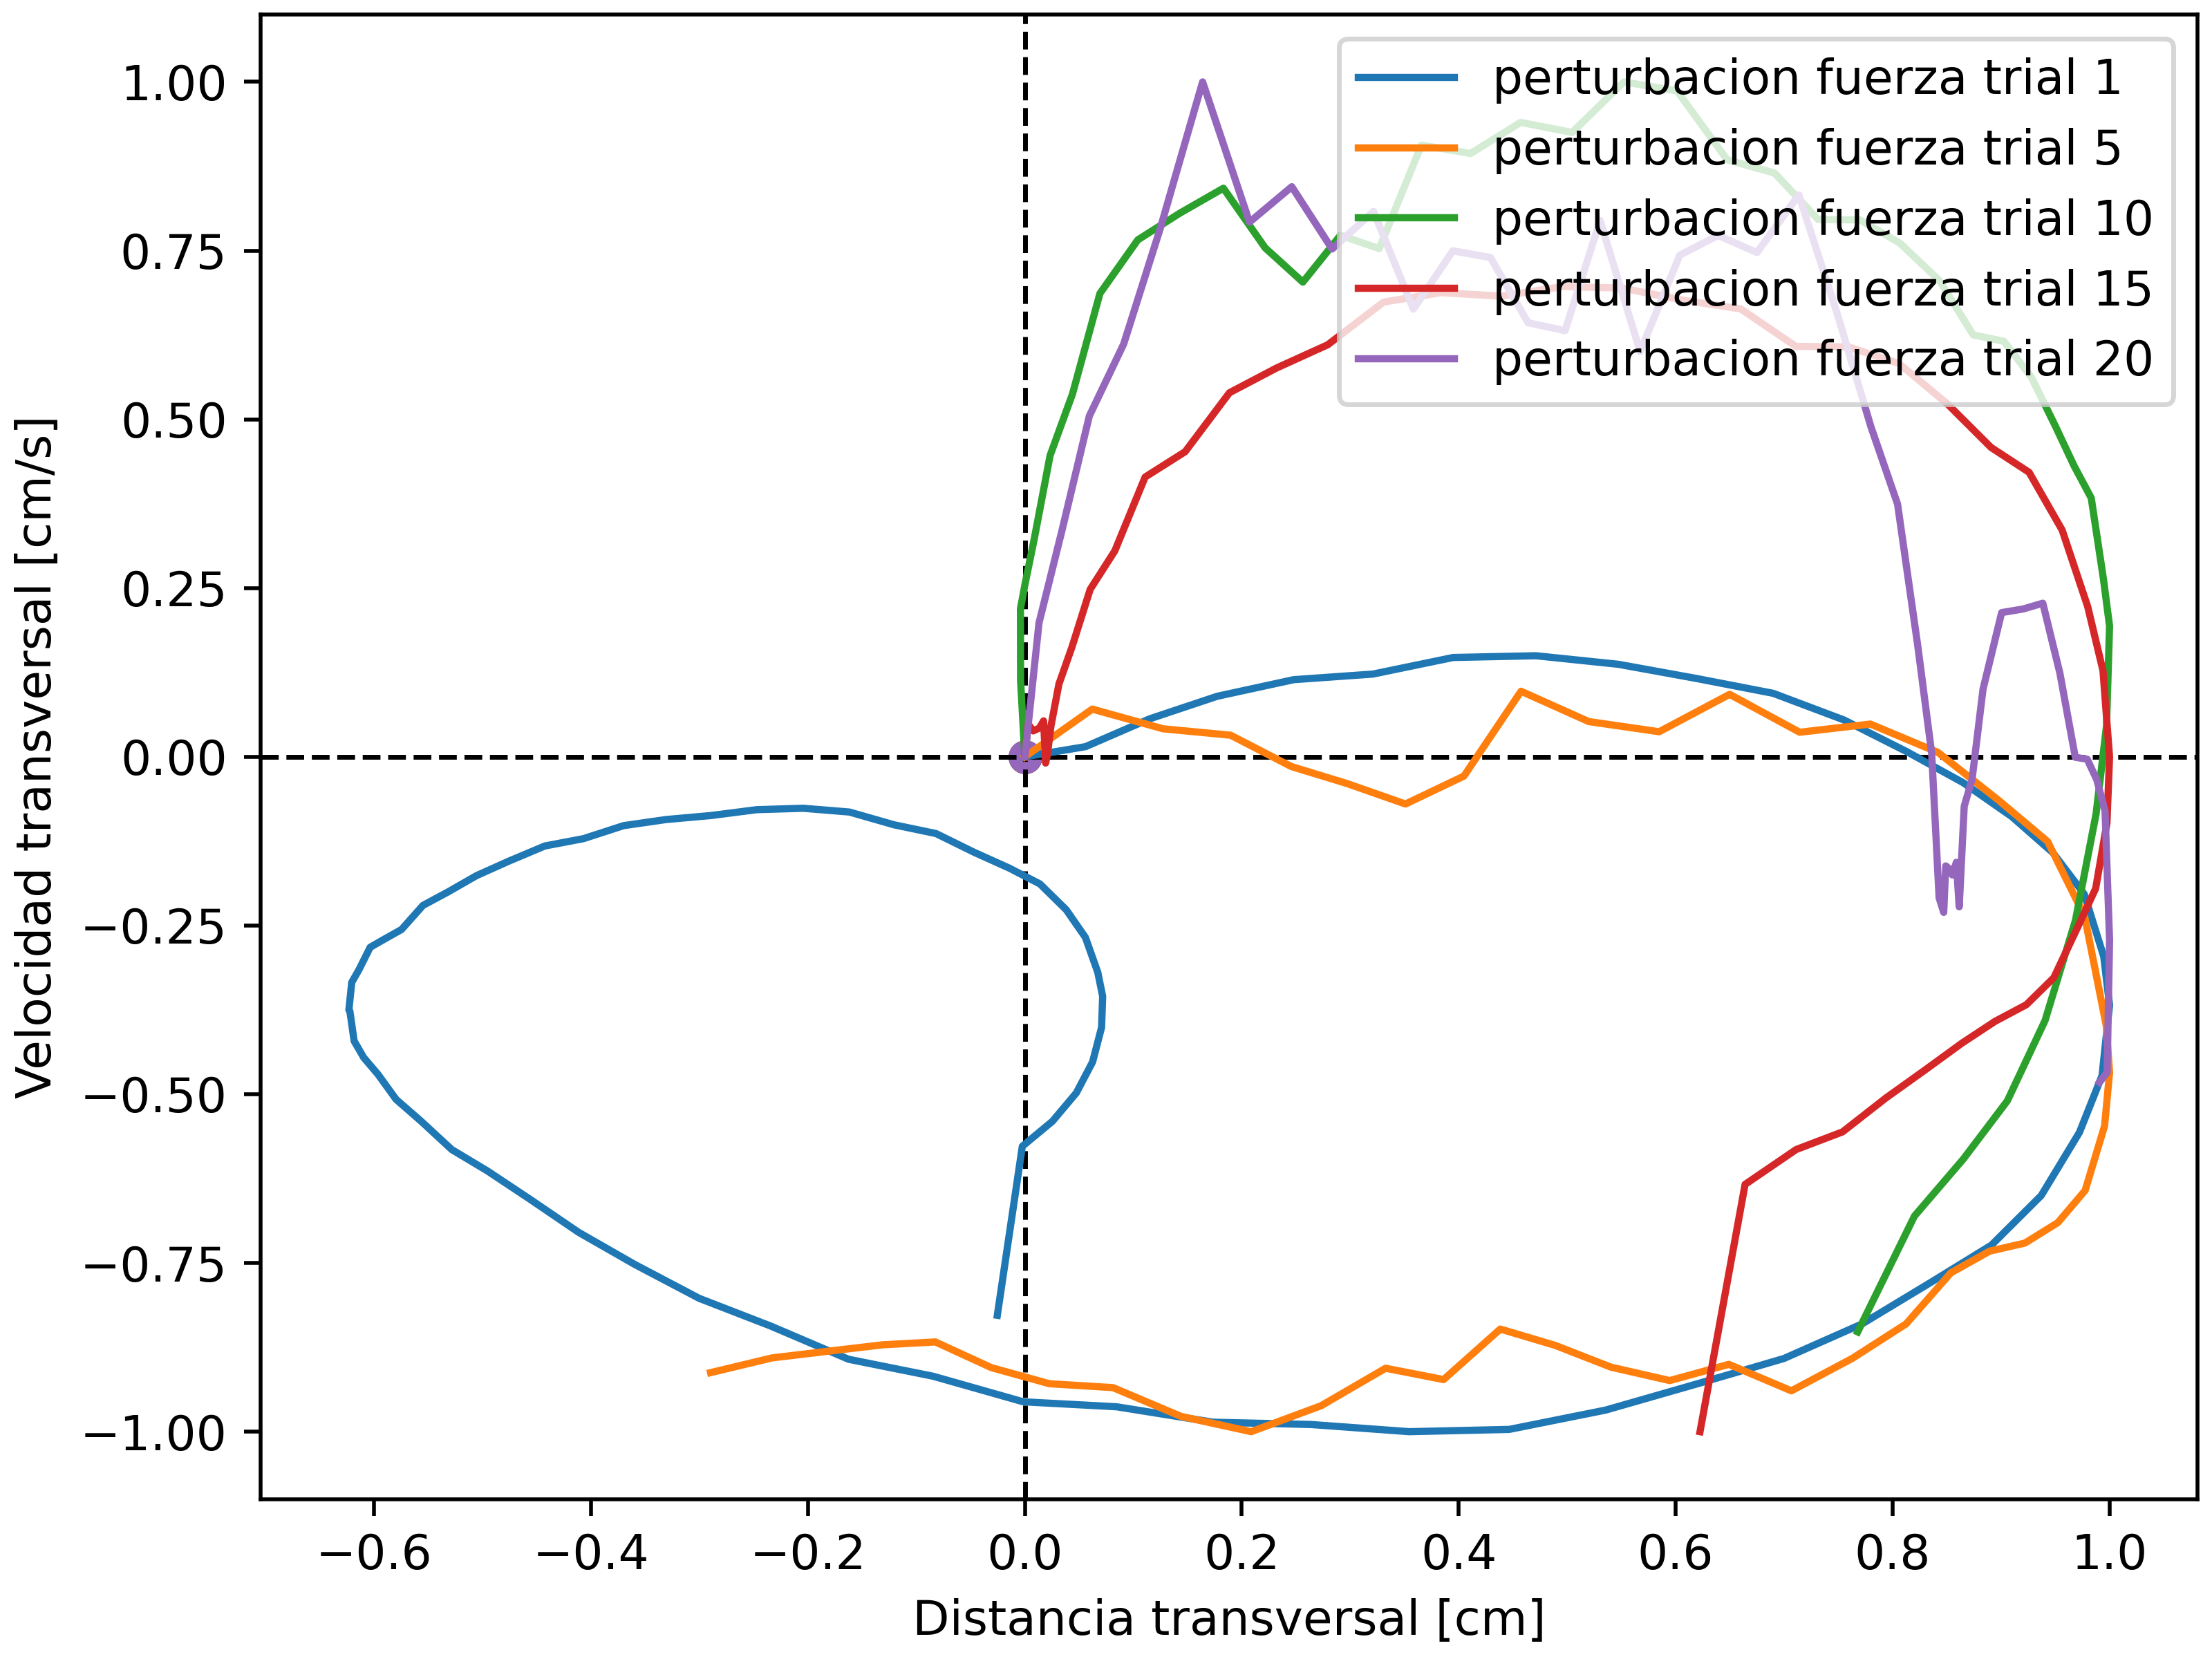 perturbacion fuerza trial 1
perturbacion fuerza trial 5
perturbacion fuerza trial 10
perturbacion fuerza trial 15
perturbacion fuerza trial 20
Velocidad transversal [cm/s]
1.00
0.75
0.50
0.25
0.00
−0.25
−0.50
−0.75
−1.00
−0.6 −0.4 −0.2 0.0 0.2 0.4 0.6 0.8 1.0
Distancia transversal [cm]